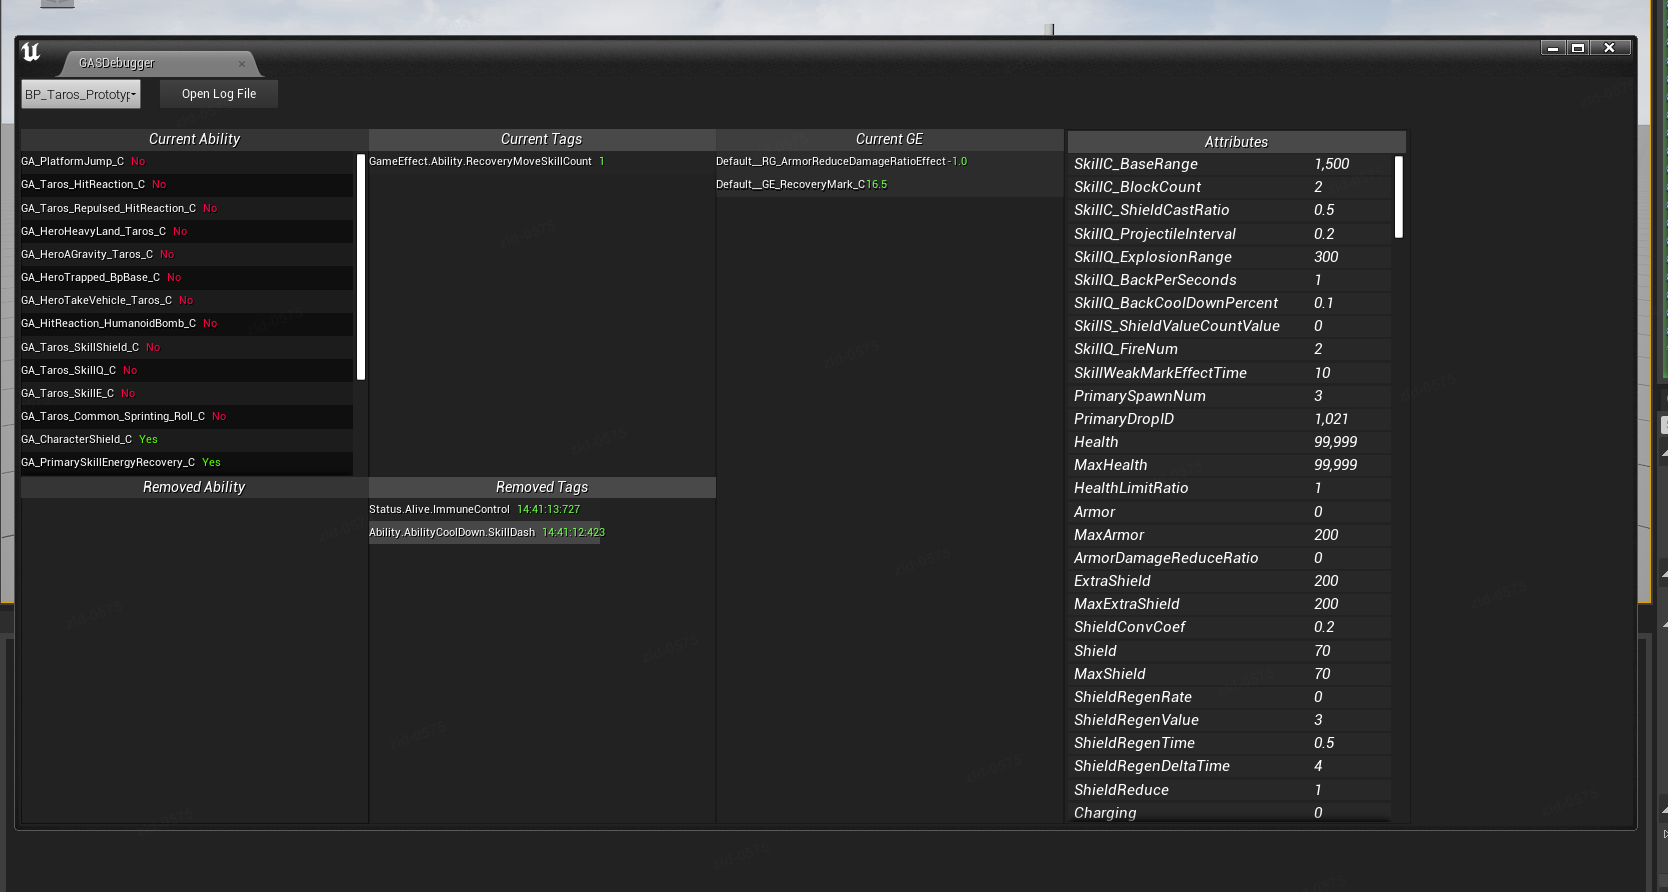 GASDebugger
BP_Taros_Prototyp
Open Log File
Current Ability
GA_PlatformJump_C No
GA_Taros_HitReaction_C No
GA_Taros_Repulsed_HitReaction_C No
GA_HeroHeavyLand_Taros_C No
GA_HeroAGravity_Taros_C No
GA_HeroTrapped_BpBase_C No
GA_HeroTakeVehicle_Taros_C No
GA_HitReaction_HumanoidBomb_C No
GA_Taros_SkillShield_C No
GA_Taros_SkillQ_C No
GA_Taros_SkillE_C No
GA_Taros_Common_Sprinting_Roll_C No
GA_CharacterShield_C Yes
GA_PrimarySkillEnergyRecovery_C Yes
Removed Ability
Current Tags
GameEffect.Ability.RecoveryMoveSkillCount 1
Removed Tags
Status.Alive.ImmuneControl 14:41:13:727
Ability.AbilityCoolDown.SkillDash 14:41:12:423
Current GE
Default__RG_ArmorReduceDamageRatioEffect -1.0
Default__GE_RecoveryMark_C 16.5
Attributes
SkillC_BaseRange 1,500
SkillC_BlockCount 2
SkillC_ShieldCastRatio 0.5
SkillQ_ProjectileInterval 0.2
SkillQ_ExplosionRange 300
SkillQ_BackPerSeconds 1
SkillQ_BackCoolDownPercent 0.1
SkillS_ShieldValueCountValue 0
SkillQ_FireNum 2
SkillWeakMarkEffectTime 10
PrimarySpawnNum 3
PrimaryDropID 1,021
Health 99,999
MaxHealth 99,999
HealthLimitRatio 1
Armor 0
MaxArmor 200
ArmorDamageReduceRatio 0
ExtraShield 200
MaxExtraShield 200
ShieldConvCoef 0.2
Shield 70
MaxShield 70
ShieldRegenRate 0
ShieldRegenValue 3
ShieldRegenTime 0.5
ShieldRegenDeltaTime 4
ShieldReduce 1
Charging 0